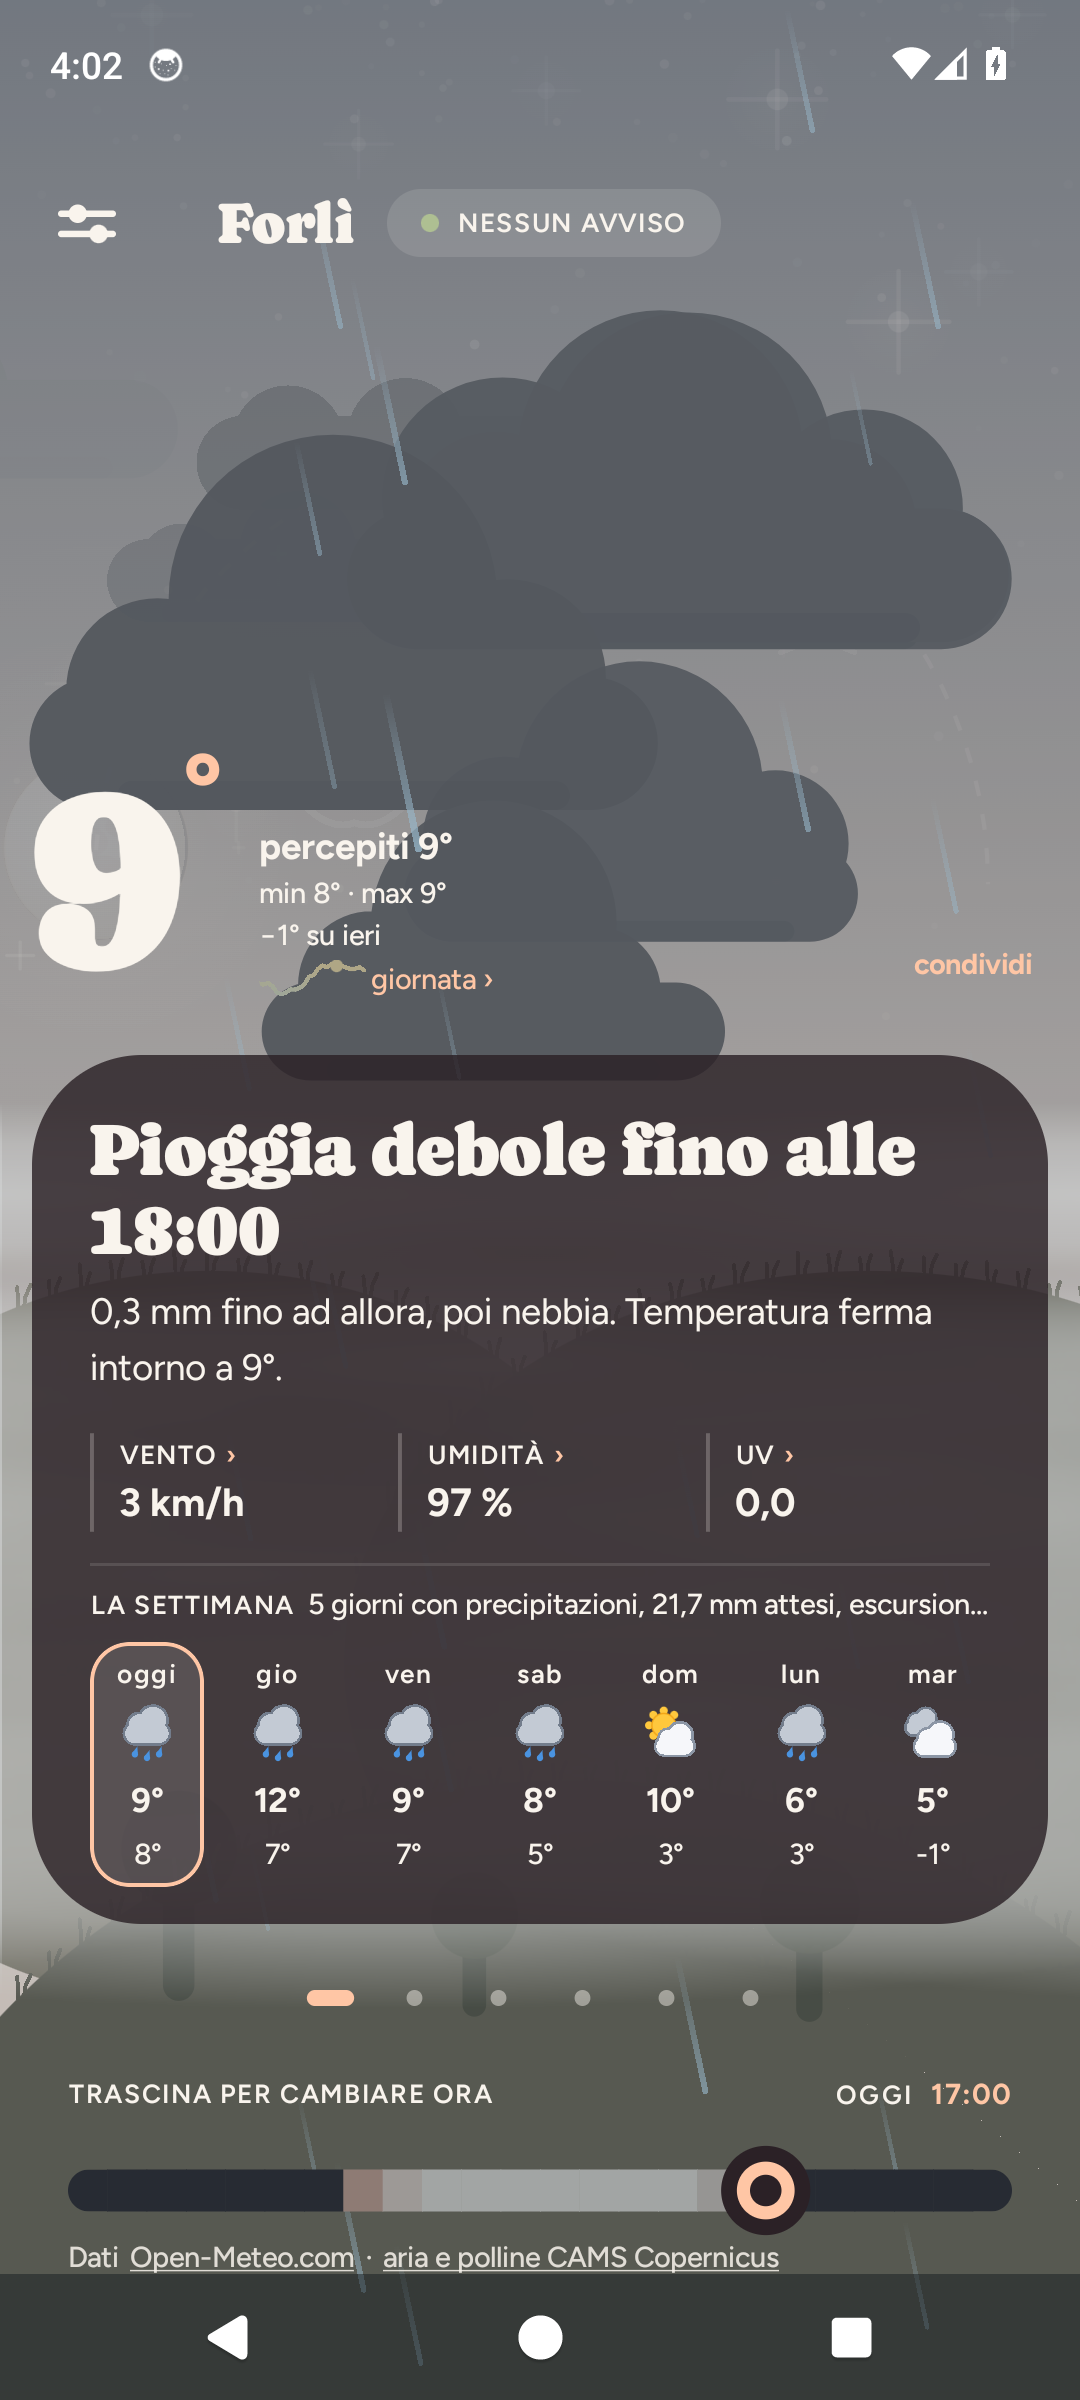 4:02
Forlì
NESSUN AVVISO
9
percepiti 9°
min 8° · max 9°
−1° su ieri
giornata ›
condividi
Pioggia debole fino alle
18:00
0,3 mm fino ad allora, poi nebbia. Temperatura ferma
intorno a 9°.
VENTO › UMIDITÀ › UV ›
3 km/h 97 % 0,0
LA SETTIMANA 5 giorni con precipitazioni, 21,7 mm attesi, escursion…
oggi gio ven sab dom lun mar
9° 12° 9° 8° 10° 6° 5°
8° 7° 7° 5° 3° 3° -1°
TRASCINA PER CAMBIARE ORA OGGI 17:00
Dati Open-Meteo.com · aria e polline CAMS Copernicus